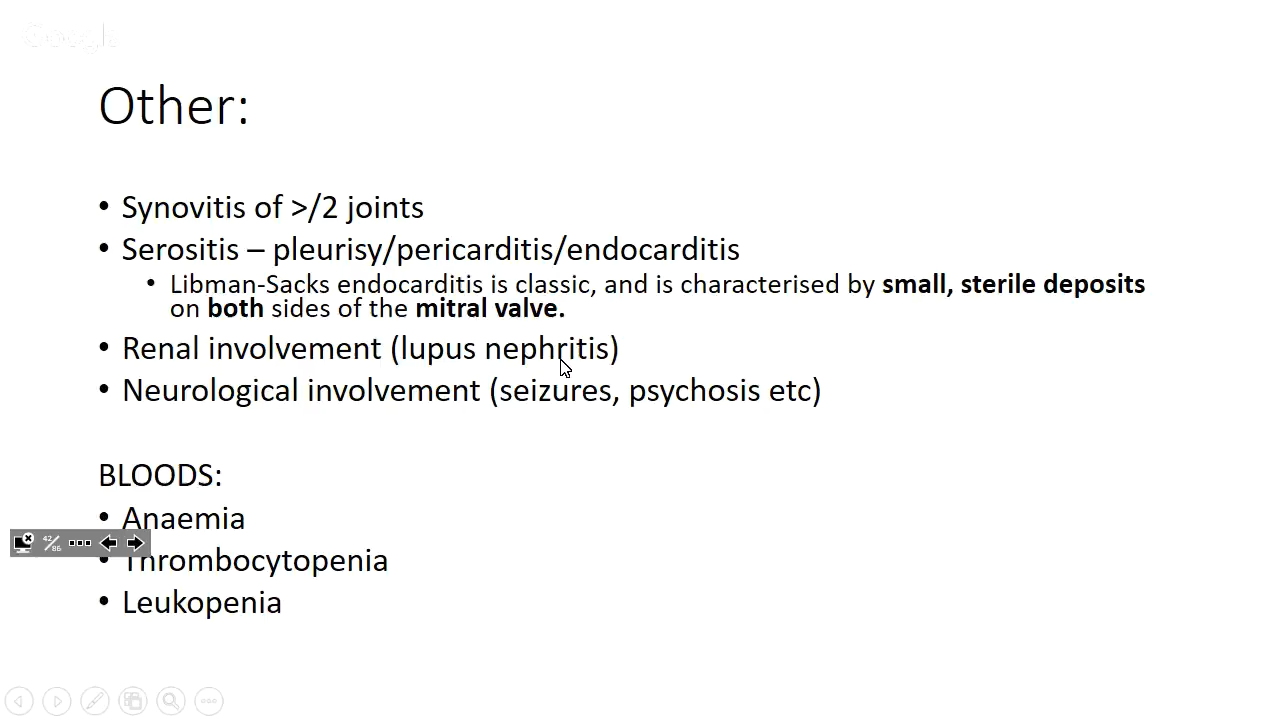 Other:
• Synovitis of >/2 joints
• Serositis – pleurisy/pericarditis/endocarditis
• Libman-Sacks endocarditis is classic, and is characterised by small, sterile deposits
on both sides of the mitral valve.
• Renal involvement (lupus nephritis)
• Neurological involvement (seizures, psychosis etc)
BLOODS:
• Anaemia
42/86
• Thrombocytopenia
• Leukopenia